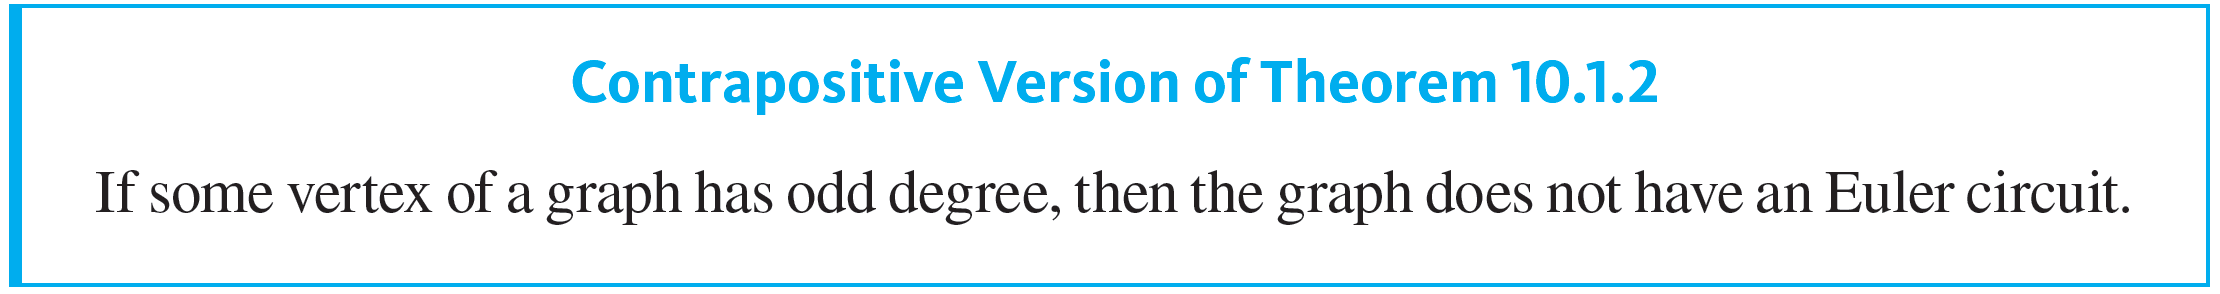 Contrapositive Version of Theorem 10.1.2
If some vertex of a graph has odd degree, then the graph does not have an Euler circuit.